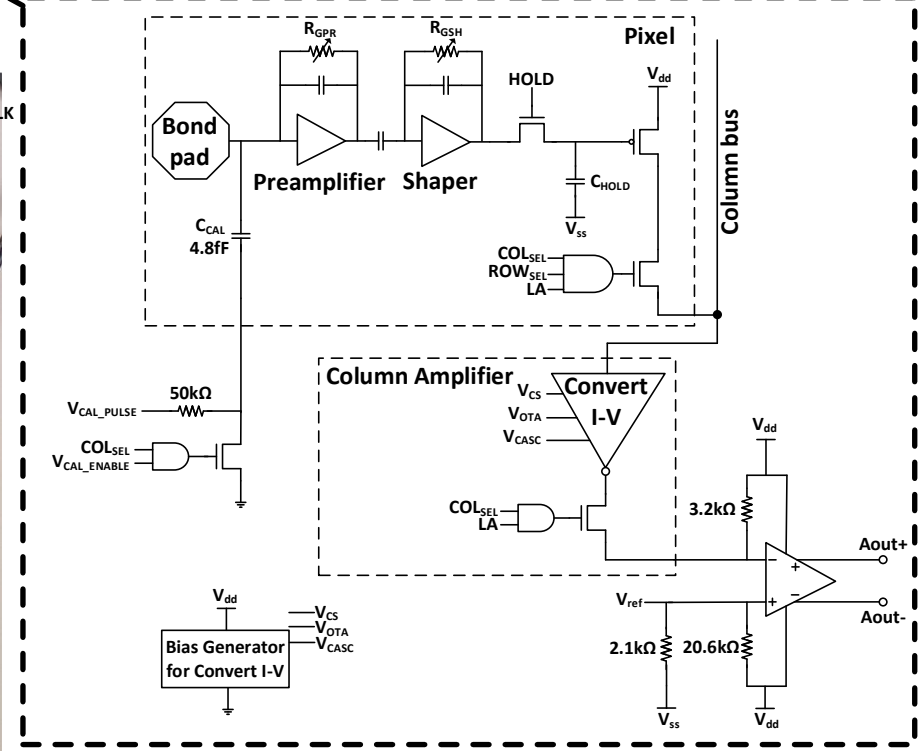 LK
R_GPR
R_GSH
Pixel
HOLD
V_dd
Bond
pad
Preamplifier
Shaper
C_HOLD
V_ss
Column bus
C_CAL
4.8fF
COL_SEL
ROW_SEL
LA
Column Amplifier
Convert
I-V
V_CS
V_OTA
V_CASC
50kΩ
V_CAL_PULSE
COL_SEL
V_CAL_ENABLE
COL_SEL
LA
V_dd
3.2kΩ
Aout+
Aout-
− +
+ −
V_ref
2.1kΩ
20.6kΩ
V_ss
V_dd
V_dd
V_CS
V_OTA
V_CASC
Bias Generator
for Convert I-V